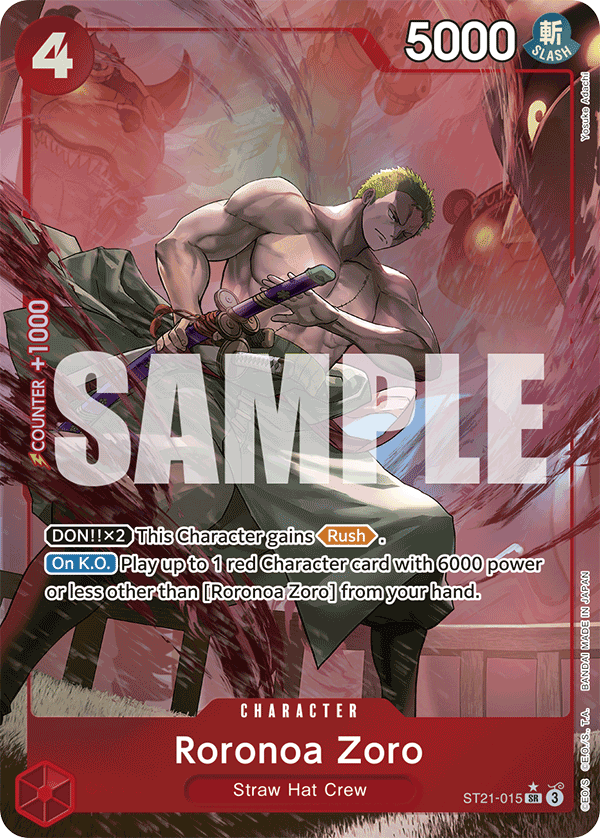 4
5000
斬
SLASH
Yosuke Adachi
COUNTER +1000
SAMPLE
DON!!×2 This Character gains Rush.
On K.O. Play up to 1 red Character card with 6000 power
or less other than [Roronoa Zoro] from your hand.
BANDAI MADE IN JAPAN
©E.O/S ©E.O./S., T.A.
CHARACTER
Roronoa Zoro
Straw Hat Crew
ST21-015 SR 3